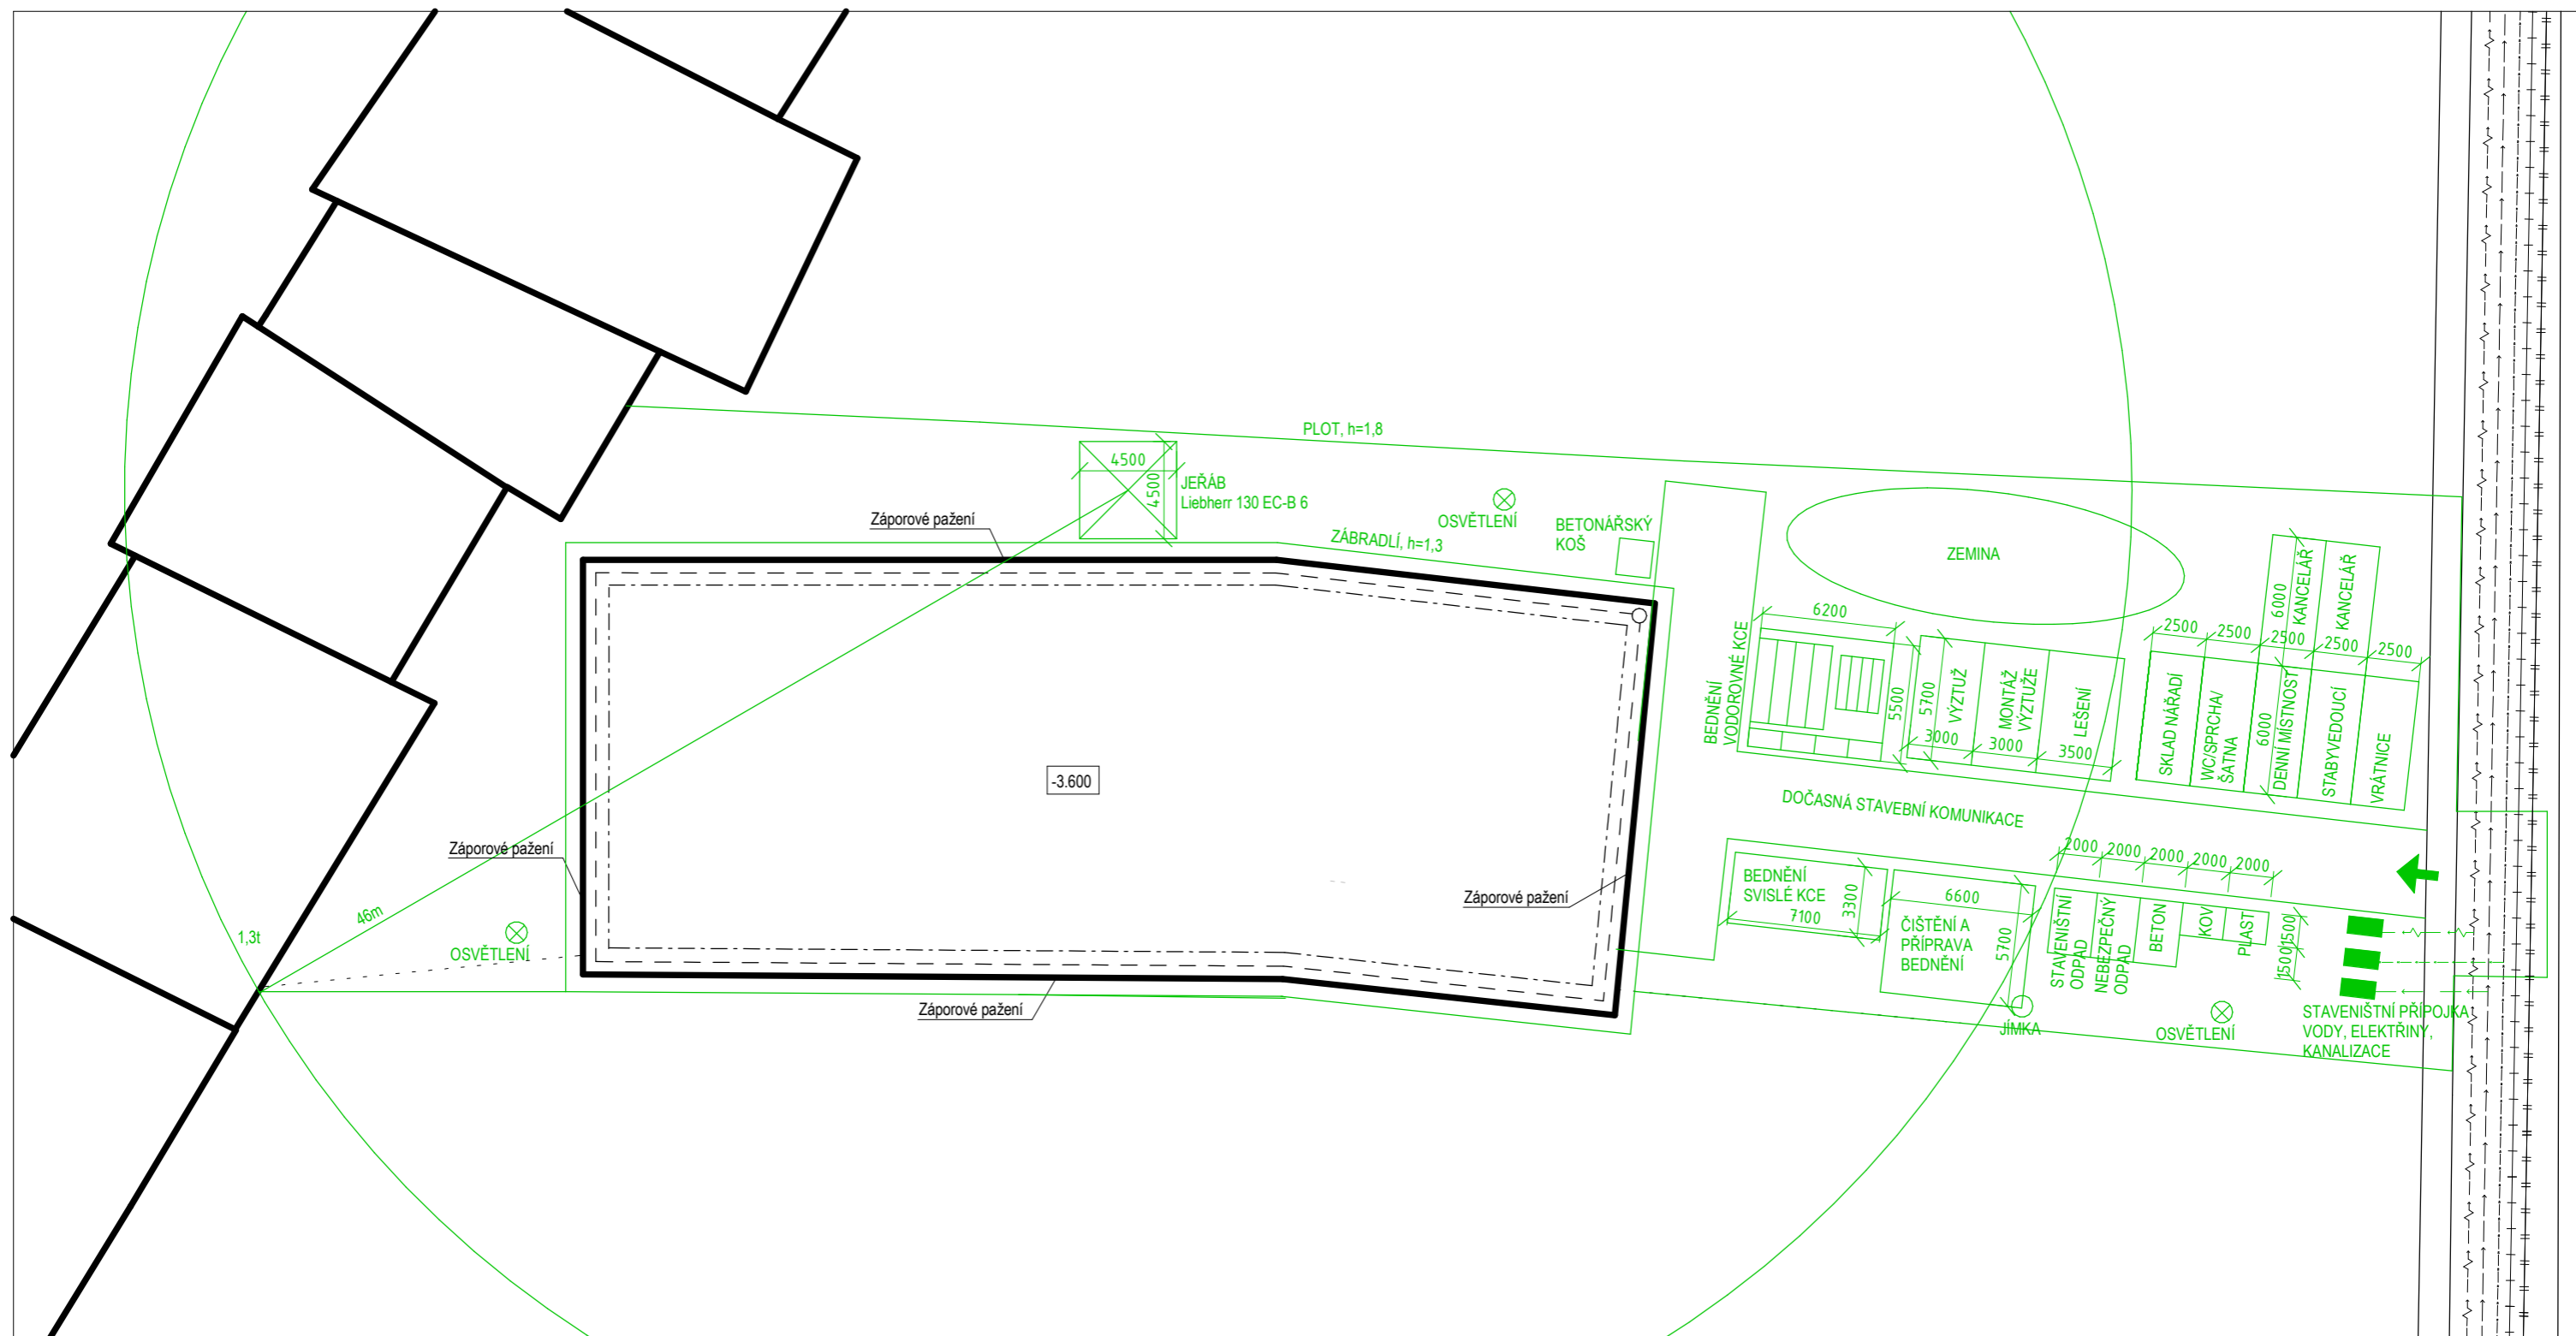 PLOT, h=1,8
4500
4500
JEŘÁB
Liebherr 130 EC-B 6
OSVĚTLENÍ
BETONÁŘSKÝ
KOŠ
Záporové pažení
ZÁBRADLÍ, h=1,3
ZEMINA
6000
KANCELÁŘ
KANCELÁŘ
6200
BEDNĚNÍ
VODOROVNÉ KCE
5500
5700
VÝZTUŽ
MONTÁŽ
VÝZTUŽE
LEŠENÍ
3000
3000
3500
2500
2500
2500
2500
2500
SKLAD NÁŘADÍ
WC/SPRCHA/
ŠATNA
6000
DENNÍ MÍSTNOST
STABYVEDOUCÍ
VRÁTNICE
-3.600
DOČASNÁ STAVEBNÍ KOMUNIKACE
Záporové pažení
Záporové pažení
46m
1,3t
OSVĚTLENÍ
Záporové pažení
BEDNĚNÍ
SVISLÉ KCE
3300
7100
6600
ČIŠTĚNÍ A
PŘÍPRAVA
BEDNĚNÍ
5700
JÍMKA
2000
2000
2000
2000
2000
STAVENIŠTNÍ
ODPAD
NEBEZPEČNÝ
ODPAD
BETON
KOV
PLAST
1500
1500
OSVĚTLENÍ
STAVENIŠTNÍ PŘÍPOJKA
VODY, ELEKTŘINY,
KANALIZACE